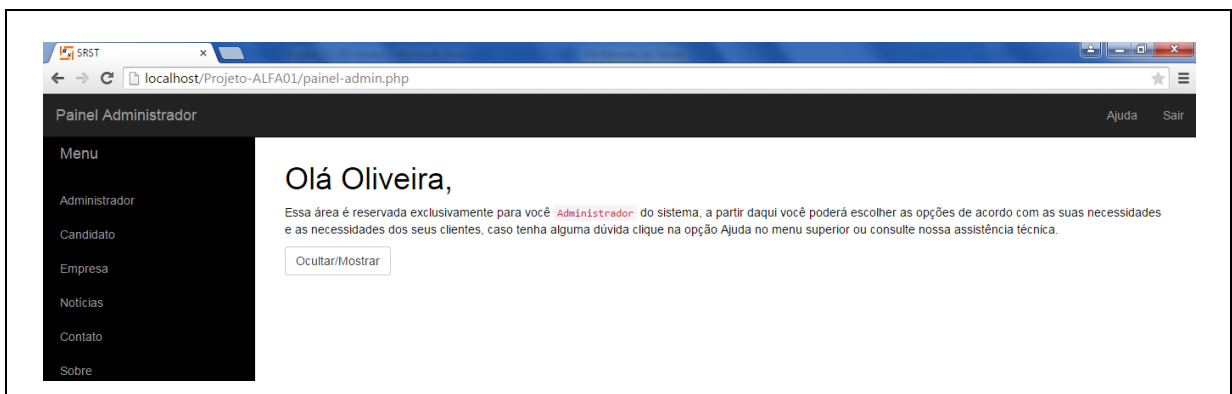 SRST
localhost/Projeto-ALFA01/painel-admin.php
Painel Administrador
Ajuda
Sair
Menu
Administrador
Candidato
Empresa
Notícias
Contato
Sobre
Olá Oliveira,
Essa área é reservada exclusivamente para você Administrador do sistema, a partir daqui você poderá escolher as opções de acordo com as suas necessidades
e as necessidades dos seus clientes, caso tenha alguma dúvida clique na opção Ajuda no menu superior ou consulte nossa assistência técnica.
Ocultar/Mostrar